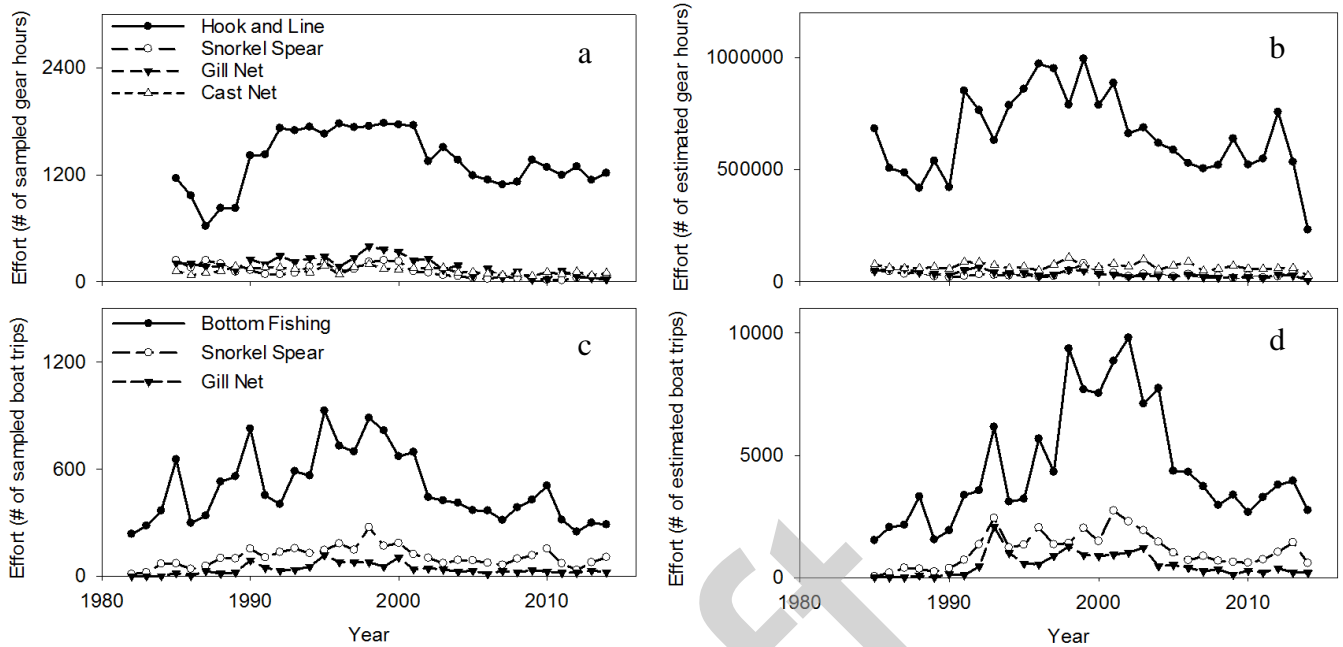 Effort (# of sampled gear hours)
2400
1200
0
Hook and Line
Snorkel Spear
Gill Net
Cast Net
a
Effort (# of estimated gear hours)
1000000
500000
0
b
Effort (# of sampled boat trips)
1200
600
0
Bottom Fishing
Snorkel Spear
Gill Net
c
1980
1990
2000
2010
Year
Effort (# of estimated boat trips)
10000
5000
0
d
1980
1990
2000
2010
Year